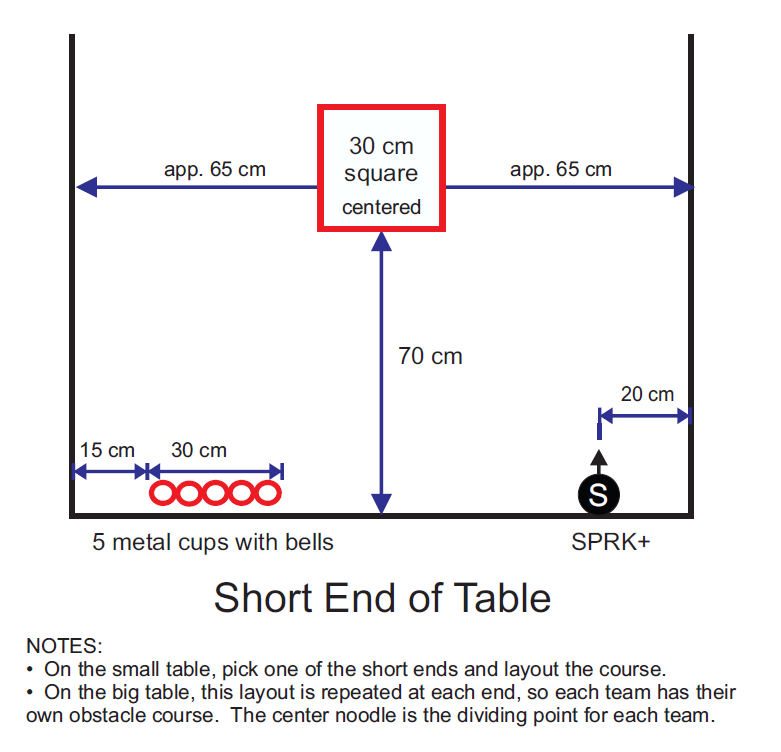 30 cm
square
centered
app. 65 cm
app. 65 cm
70 cm
20 cm
15 cm
30 cm
S
5 metal cups with bells
SPRK+
Short End of Table
NOTES:
• On the small table, pick one of the short ends and layout the course.
• On the big table, this layout is repeated at each end, so each team has their
own obstacle course. The center noodle is the dividing point for each team.